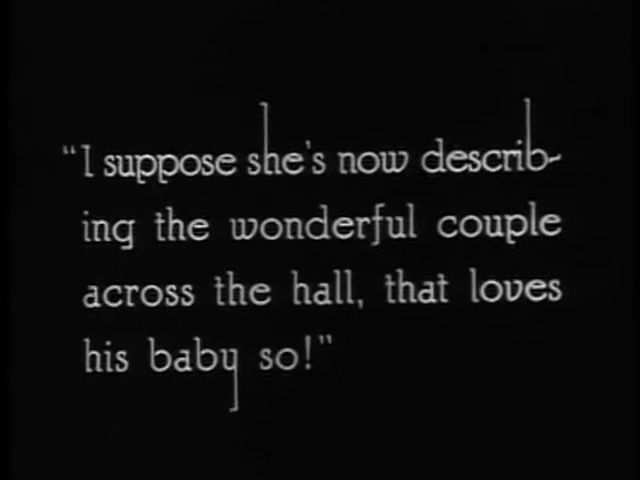 "I suppose she's now describ-
ing the wonderful couple
across the hall, that loves
his baby so!"